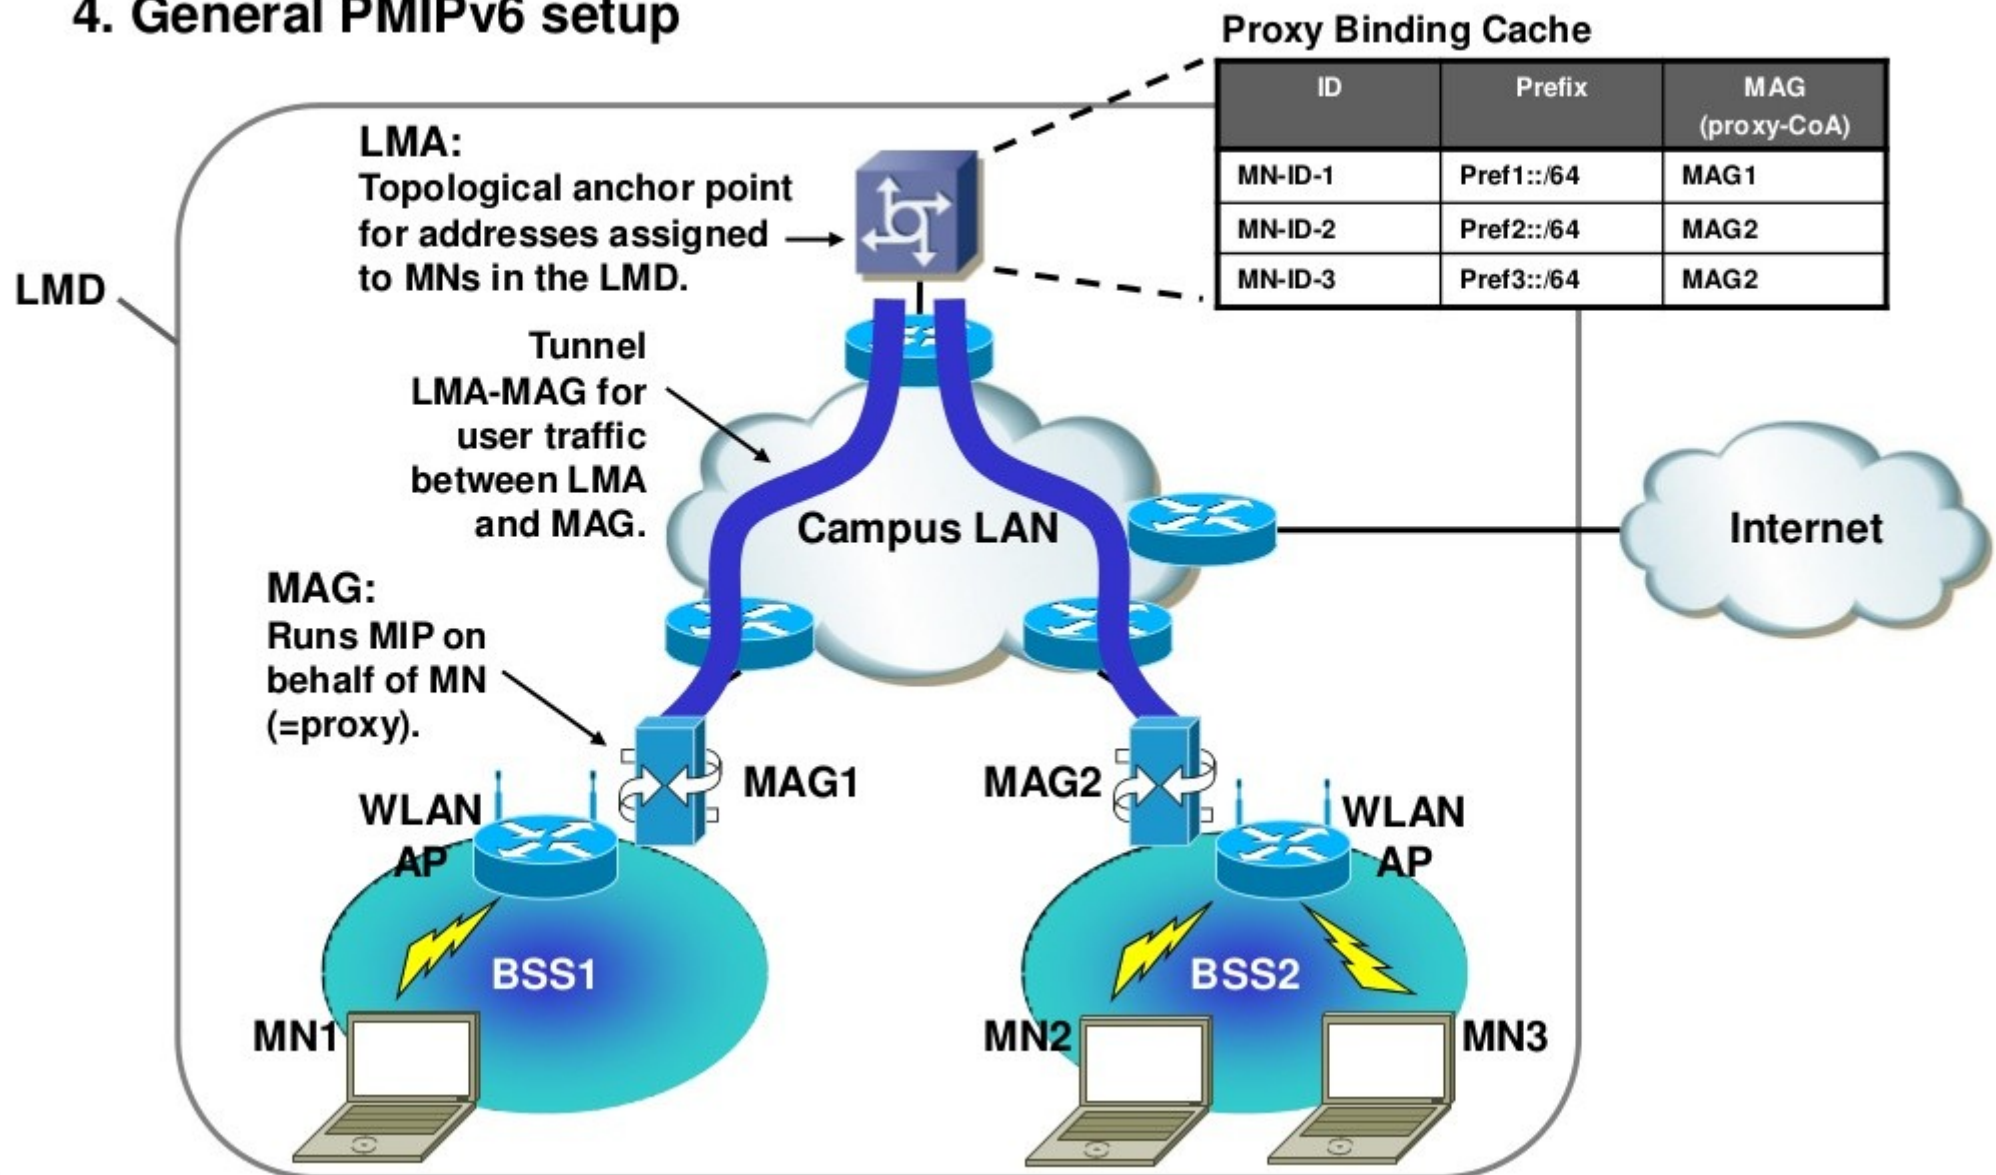 4. General PMIPv6 setup
Proxy Binding Cache
ID Prefix MAG
(proxy-CoA)
MN-ID-1 Pref1::/64 MAG1
MN-ID-2 Pref2::/64 MAG2
MN-ID-3 Pref3::/64 MAG2
LMA:
Topological anchor point
for addresses assigned
to MNs in the LMD.
LMD
Tunnel
LMA-MAG for
user traffic
between LMA
and MAG.
Campus LAN
Internet
MAG:
Runs MIP on
behalf of MN
(=proxy).
MAG1
MAG2
WLAN
AP
WLAN
AP
BSS1
BSS2
MN1
MN2
MN3